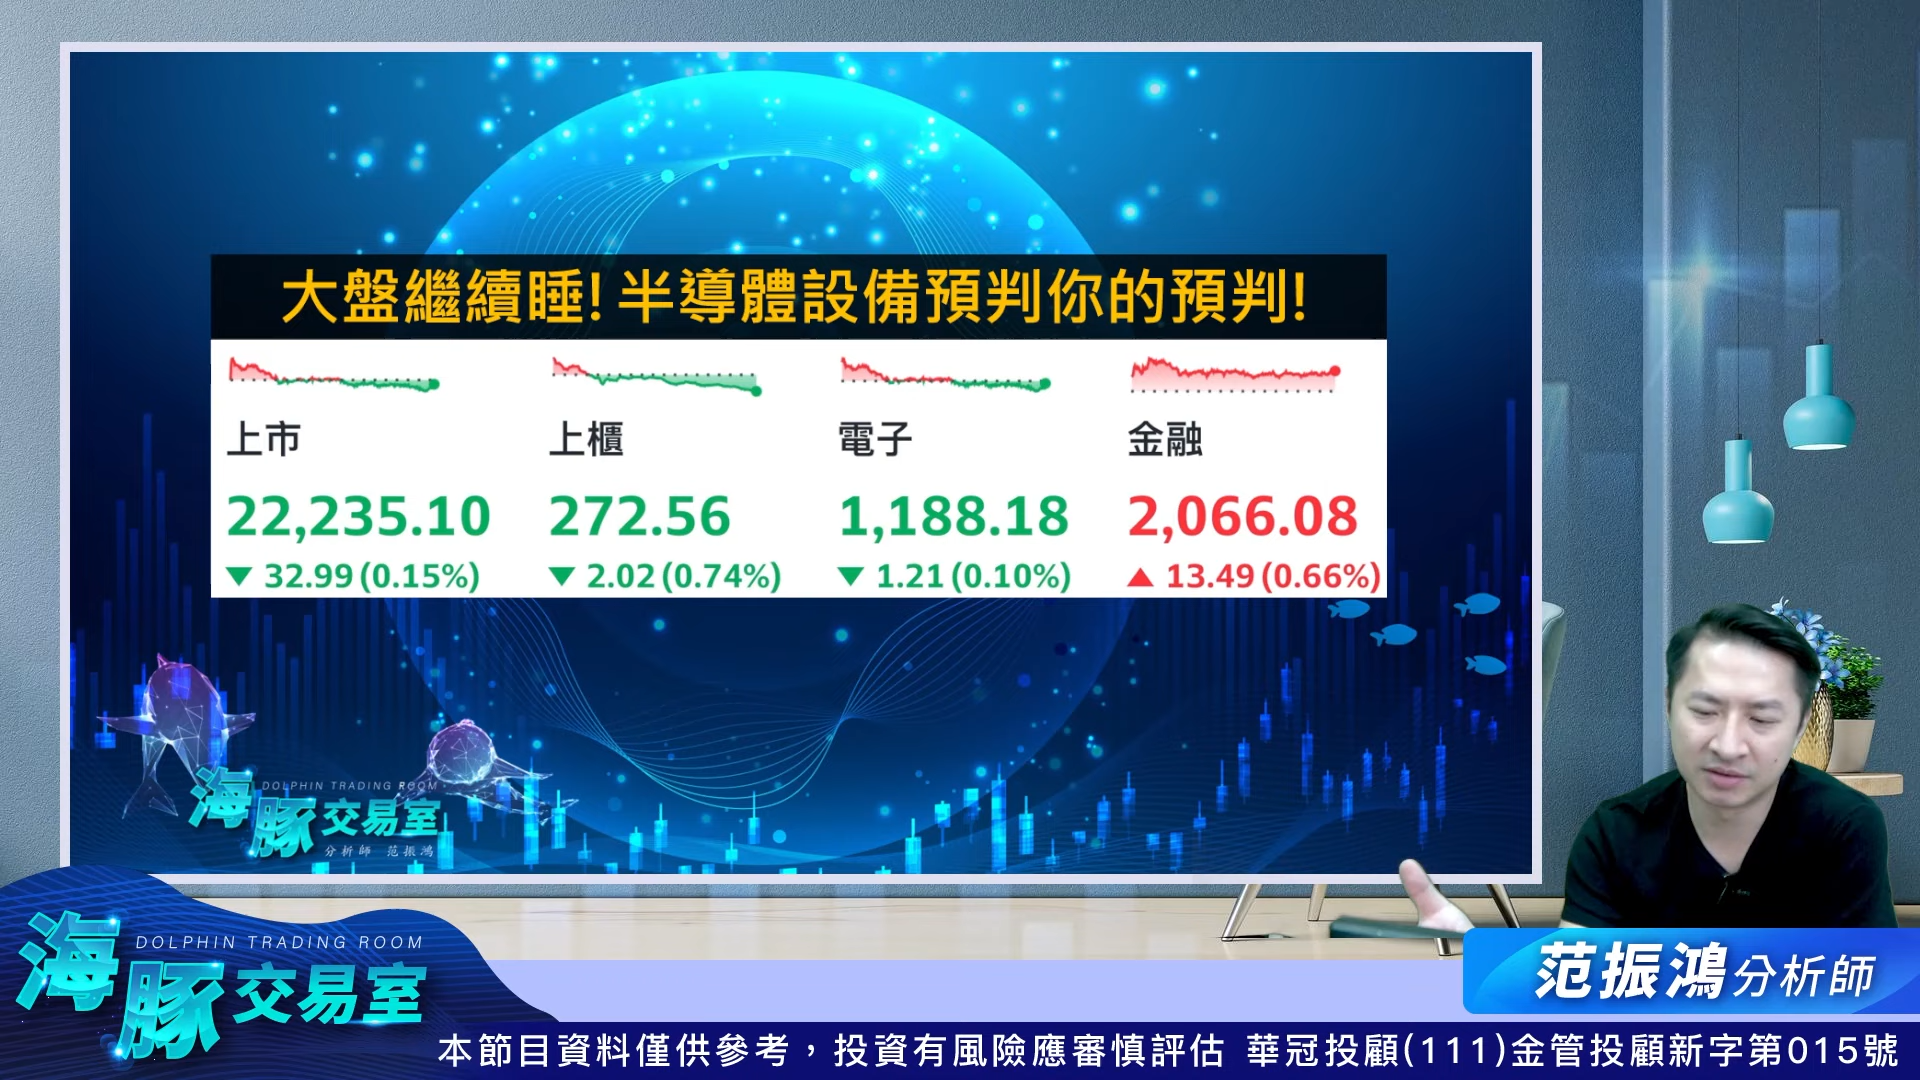 大盤繼續睡! 半導體設備預判你的預判!
上市
上櫃
電子
金融
22,235.10
272.56
1,188.18
2,066.08
▼ 32.99 (0.15%)
▼ 2.02 (0.74%)
▼ 1.21 (0.10%)
▲ 13.49 (0.66%)
DOLPHIN TRADING ROOM
海豚交易室
分析師 范振鴻
DOLPHIN TRADING ROOM
海豚交易室
范振鴻分析師
本節目資料僅供參考，投資有風險應審慎評估 華冠投顧(111)金管投顧新字第015號